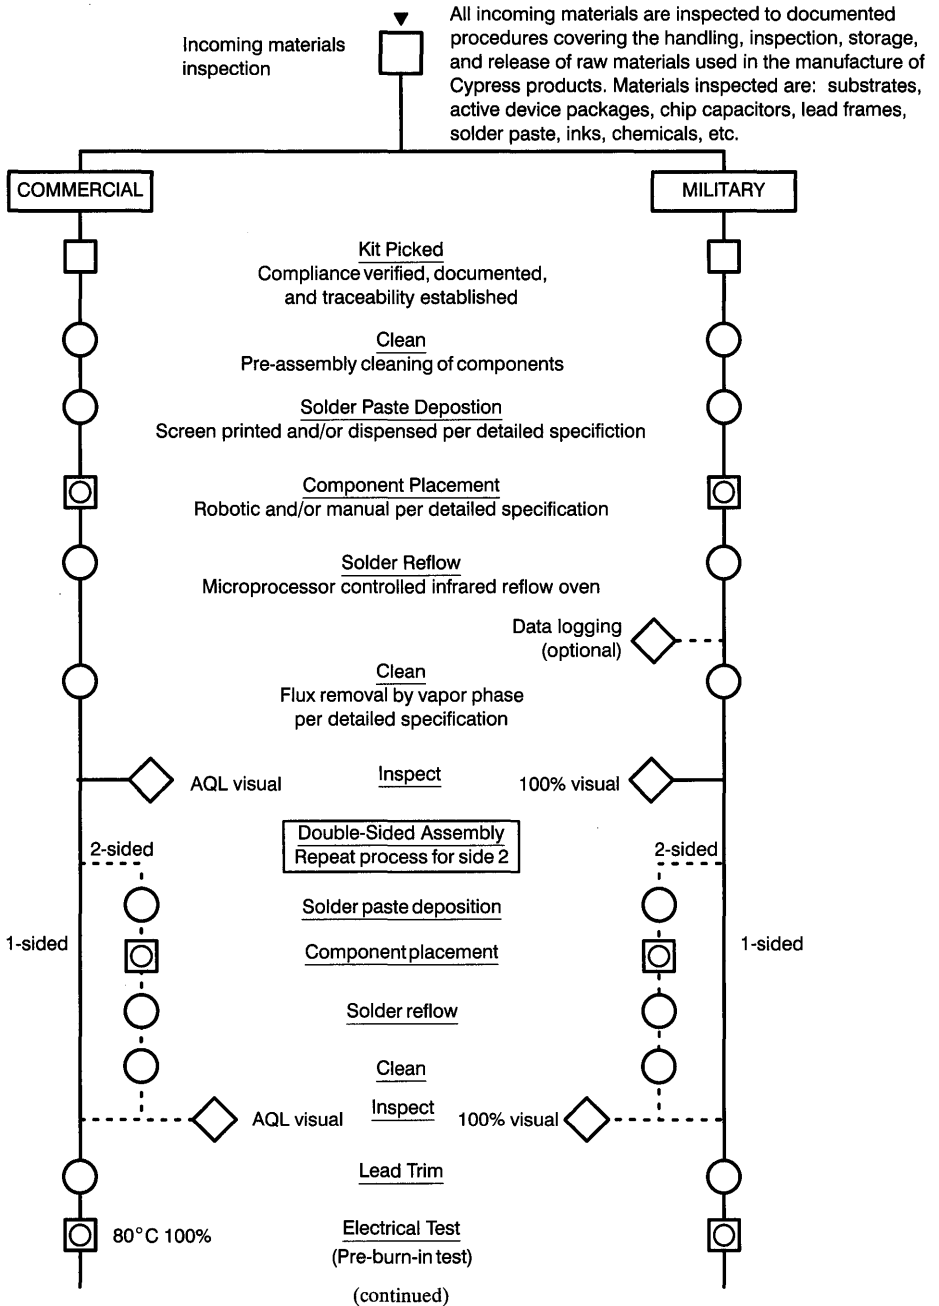 Incoming materials
inspection
All incoming materials are inspected to documented
procedures covering the handling, inspection, storage,
and release of raw materials used in the manufacture of
Cypress products. Materials inspected are: substrates,
active device packages, chip capacitors, lead frames,
solder paste, inks, chemicals, etc.
COMMERCIAL
MILITARY
Kit Picked
Compliance verified, documented,
and traceability established
Clean
Pre-assembly cleaning of components
Solder Paste Depostion
Screen printed and/or dispensed per detailed specifiction
Component Placement
Robotic and/or manual per detailed specification
Solder Reflow
Microprocessor controlled infrared reflow oven
Data logging
(optional)
Clean
Flux removal by vapor phase
per detailed specification
AQL visual
Inspect
100% visual
Double-Sided Assembly
Repeat process for side 2
2-sided
2-sided
Solder paste deposition
1-sided
Component placement
1-sided
Solder reflow
Clean
AQL visual
Inspect
100% visual
Lead Trim
80°C 100%
Electrical Test
(Pre-burn-in test)
(continued)